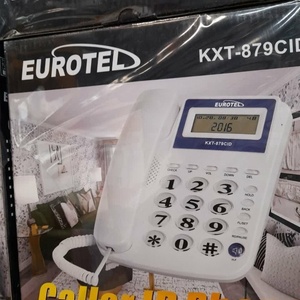 EUROTEL
KXT-879CID
EUROTEL
2016
KXT-879CID
1 2 3
4 5 6
7 8 9
* 0 #
Caller ID